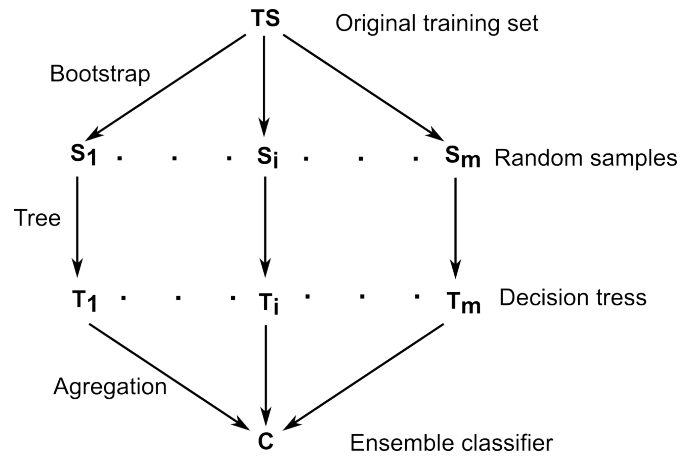 TS Original training set
Bootstrap
S1 . . . Si . . . Sm Random samples
Tree
T1 . . . Ti . . . Tm Decision tress
Agregation
C Ensemble classifier